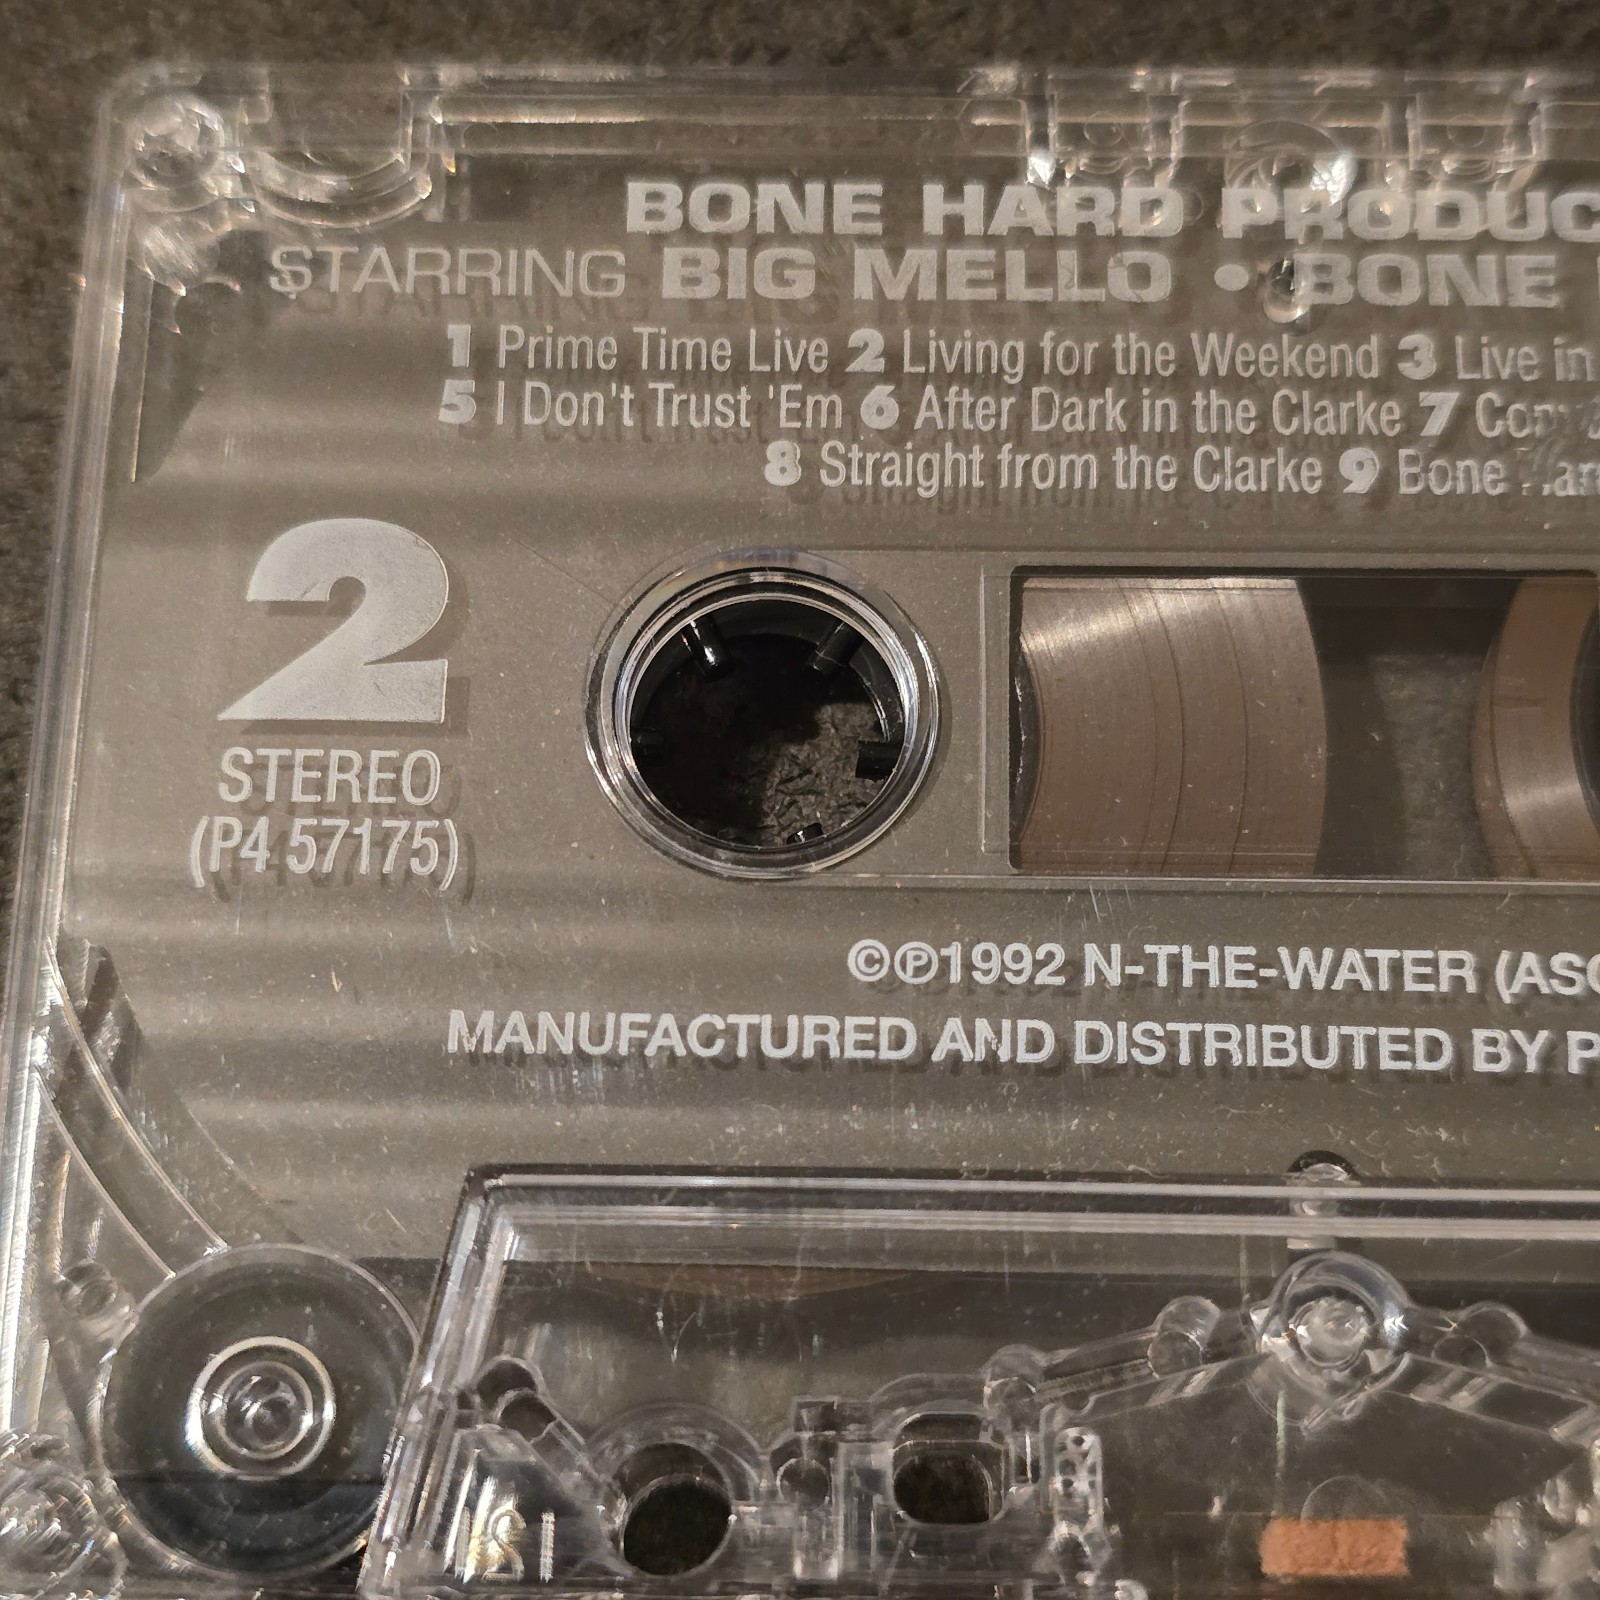 BONE HARD PRODUC
STARRING BIG MELLO • BONE
1 Prime Time Live 2 Living for the Weekend 3 Live in
5 I Don't Trust 'Em 6 After Dark in the Clarke 7
8 Straight from the Clarke 9 Bone
2
STEREO
(P4 57175)
©℗1992 N-THE-WATER (ASC
MANUFACTURED AND DISTRIBUTED BY P